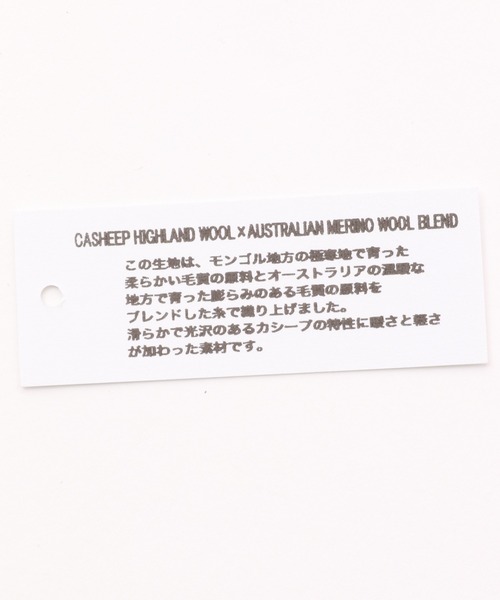 CASHEEP HIGHLAND WOOL×AUSTRALIAN MERINO WOOL BLEND
この生地は、モンゴル地方の極寒地で育った
柔らかい毛質の原料とオーストラリアの温暖な
地方で育った膨らみのある毛質の原料を
ブレンドした糸で織り上げました。
滑らかで光沢のあるカシープの特性に暖さと軽さ
が加わった素材です。